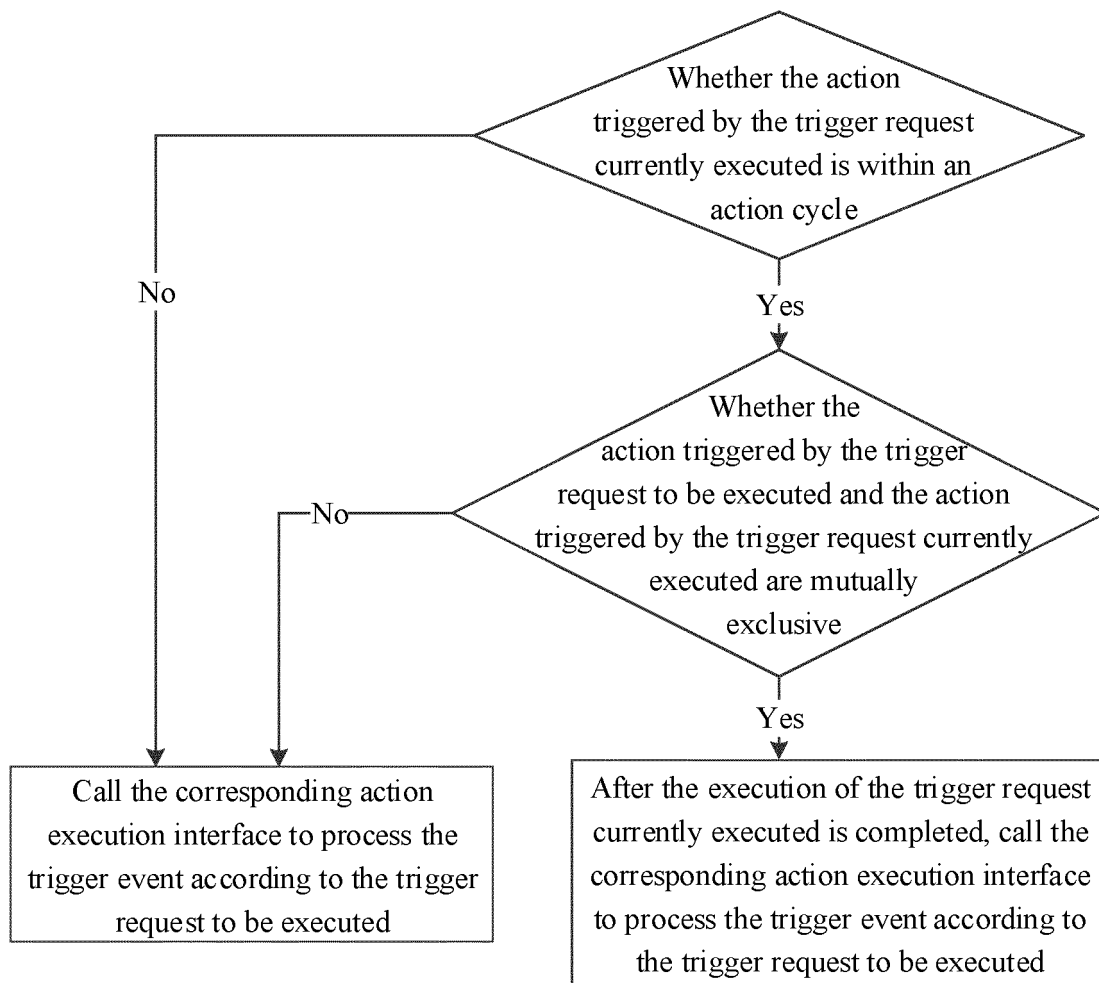 Whether the action
triggered by the trigger request
currently executed is within an
action cycle
No
Yes
Whether the
action triggered by the trigger
request to be executed and the action
triggered by the trigger request currently
executed are mutually
exclusive
No
Yes
Call the corresponding action
execution interface to process the
trigger event according to the trigger
request to be executed
After the execution of the trigger request
currently executed is completed, call the
corresponding action execution interface
to process the trigger event according to
the trigger request to be executed